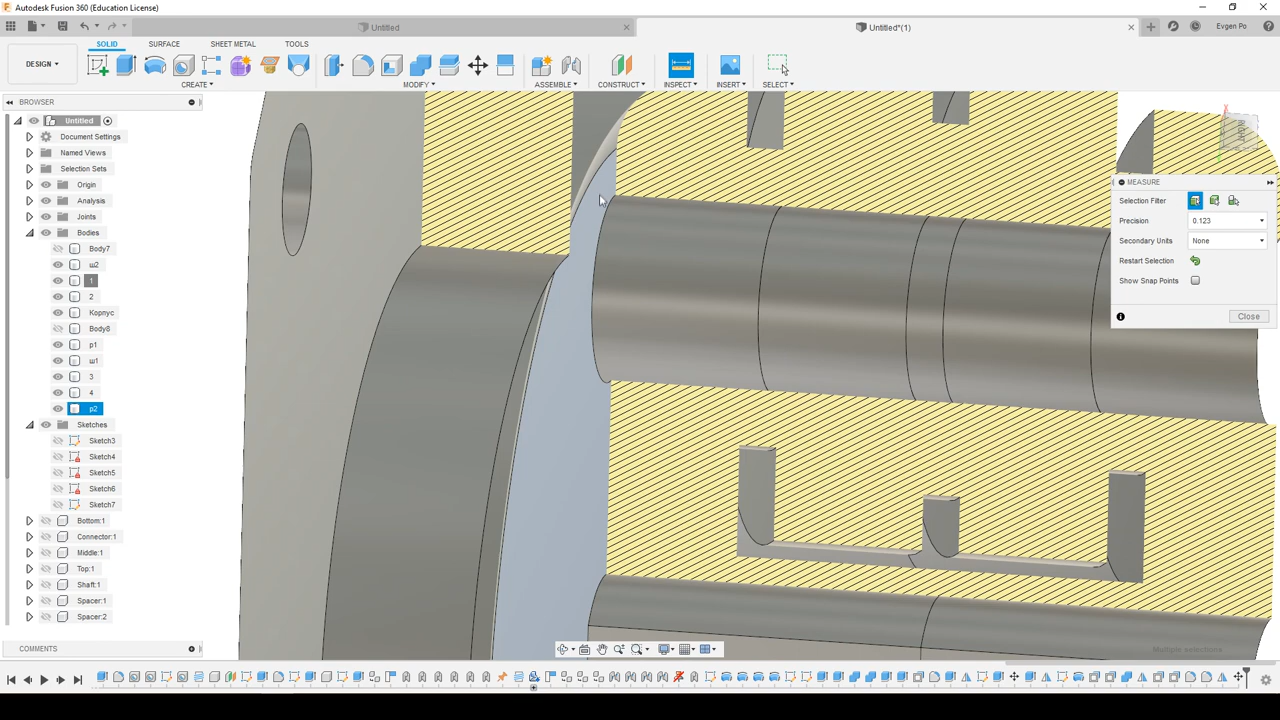 Autodesk Fusion 360 (Education License)
Untitled
Untitled*(1)
Evgen Po
SOLID
SURFACE
SHEET METAL
TOOLS
DESIGN
CREATE
MODIFY
ASSEMBLE
CONSTRUCT
INSPECT
INSERT
SELECT
BROWSER
Untitled
Document Settings
Named Views
Selection Sets
Origin
Analysis
Joints
Bodies
Body7
ш2
1
2
Корпус
Body8
p1
ш1
3
4
p2
Sketches
Sketch3
Sketch4
Sketch5
Sketch6
Sketch7
Bottom:1
Connector:1
Middle:1
Top:1
Shaft:1
Spacer:1
Spacer:2
COMMENTS
RIGHT
MEASURE
Selection Filter
Precision 0.123
Secondary Units None
Restart Selection
Show Snap Points
Close
Multiple selections